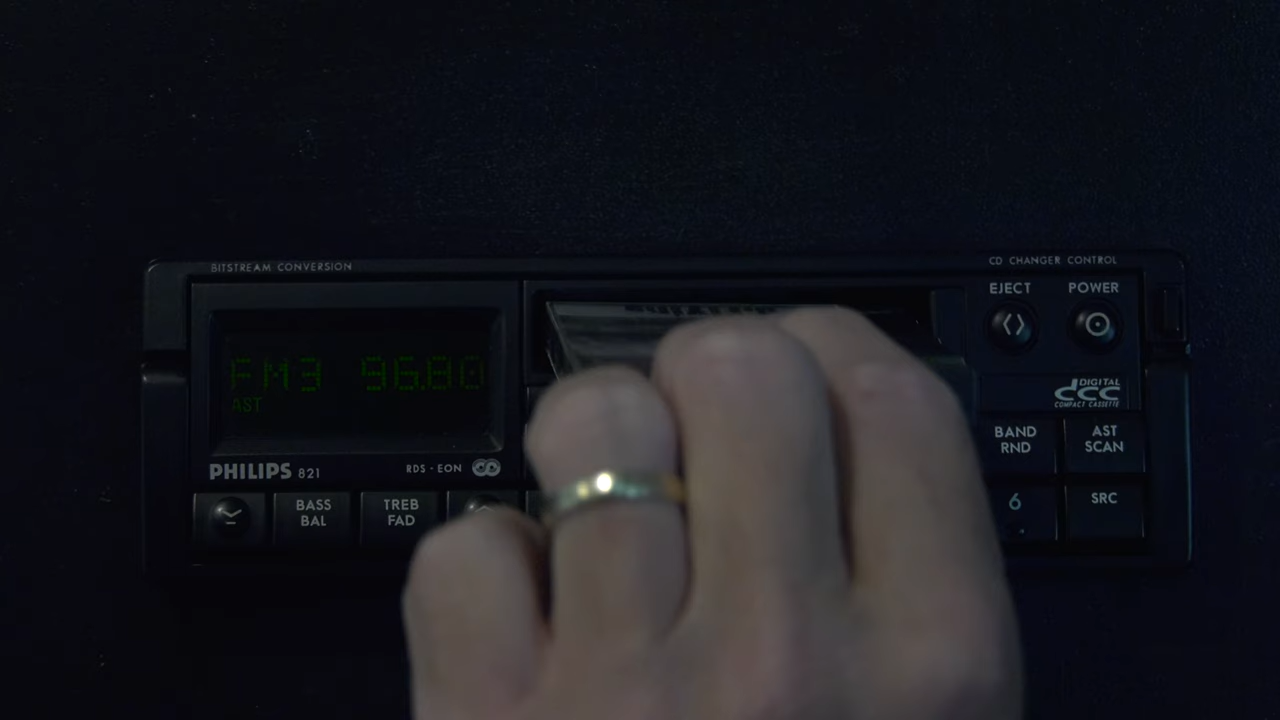 BITSTREAM CONVERSION
CD CHANGER CONTROL
EJECT
POWER
FM3 96.80
AST
DIGITAL
dcc
COMPACT CASSETTE
PHILIPS 821
RDS - EON
BAND
RND
AST
SCAN
BASS
BAL
TREB
FAD
6
SRC